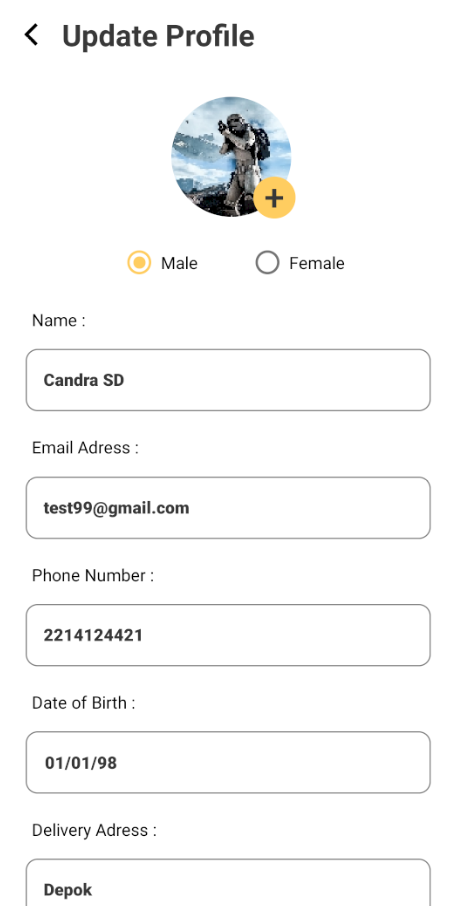 Update Profile
Male
Female
Name :
Candra SD
Email Adress :
test99@gmail.com
Phone Number :
2214124421
Date of Birth :
01/01/98
Delivery Adress :
Depok